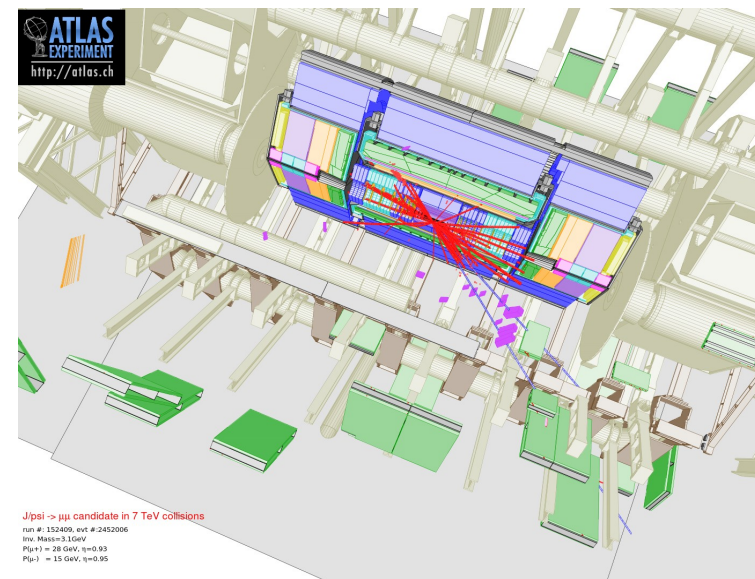 ATLAS
EXPERIMENT
http://atlas.ch
J/psi -> μμ candidate in 7 TeV collisions
run #: 152409, evt #:2452006
Inv. Mass=3.1GeV
P(μ+) = 28 GeV, η=0.93
P(μ-) = 15 GeV, η=0.95